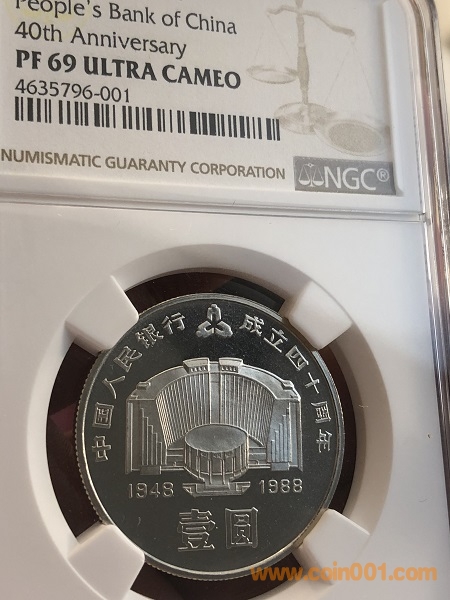 People's Bank of China
40th Anniversary
PF 69 ULTRA CAMEO
4635796-001
NUMISMATIC GUARANTY CORPORATION
NGC®
中国人民银行 成立四十周年
1948 1988
壹圆
www.coin001.com